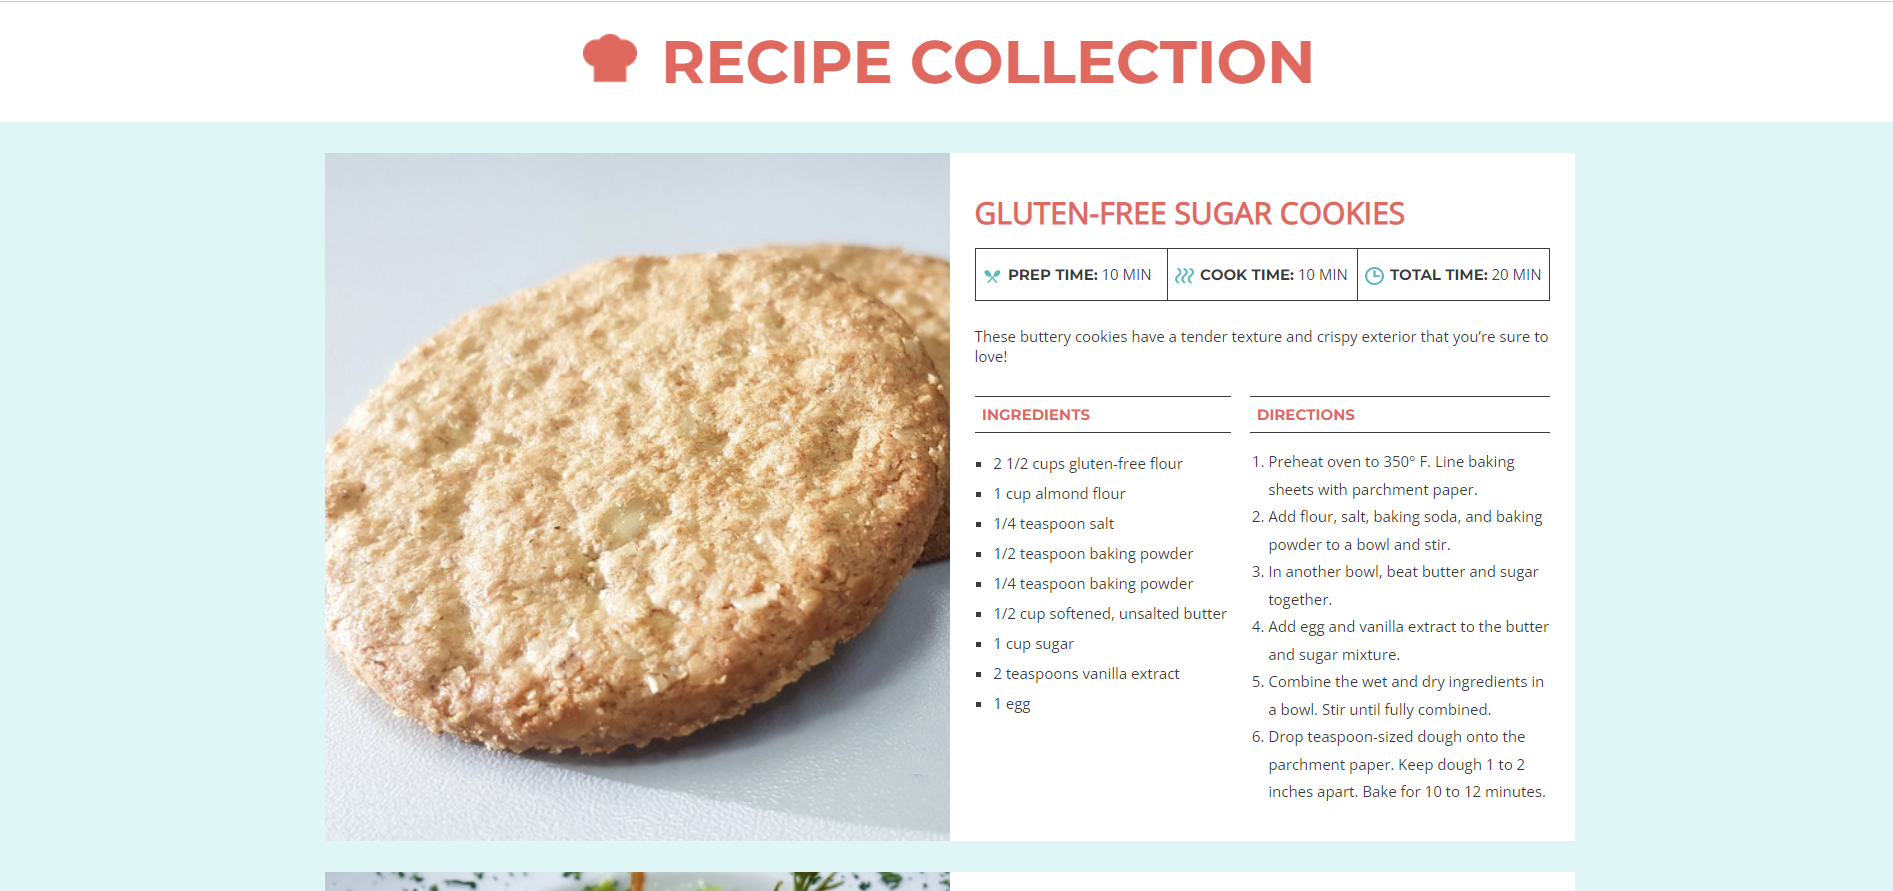 RECIPE COLLECTION
GLUTEN-FREE SUGAR COOKIES
PREP TIME: 10 MIN
COOK TIME: 10 MIN
TOTAL TIME: 20 MIN
These buttery cookies have a tender texture and crispy exterior that you’re sure to
love!
INGREDIENTS
2 1/2 cups gluten-free flour
1 cup almond flour
1/4 teaspoon salt
1/2 teaspoon baking powder
1/4 teaspoon baking powder
1/2 cup softened, unsalted butter
1 cup sugar
2 teaspoons vanilla extract
1 egg
DIRECTIONS
1. Preheat oven to 350° F. Line baking
sheets with parchment paper.
2. Add flour, salt, baking soda, and baking
powder to a bowl and stir.
3. In another bowl, beat butter and sugar
together.
4. Add egg and vanilla extract to the butter
and sugar mixture.
5. Combine the wet and dry ingredients in
a bowl. Stir until fully combined.
6. Drop teaspoon-sized dough onto the
parchment paper. Keep dough 1 to 2
inches apart. Bake for 10 to 12 minutes.